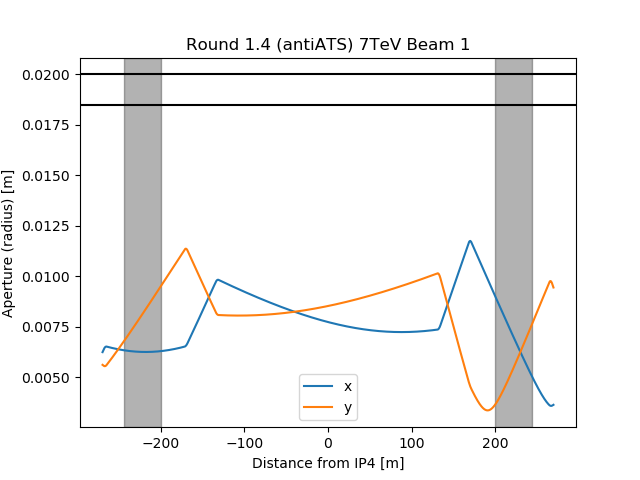 Round 1.4 (antiATS) 7TeV Beam 1
Aperture (radius) [m]
0.0200
0.0175
0.0150
0.0125
0.0100
0.0075
0.0050
x
y
−200
−100
0
100
200
Distance from IP4 [m]